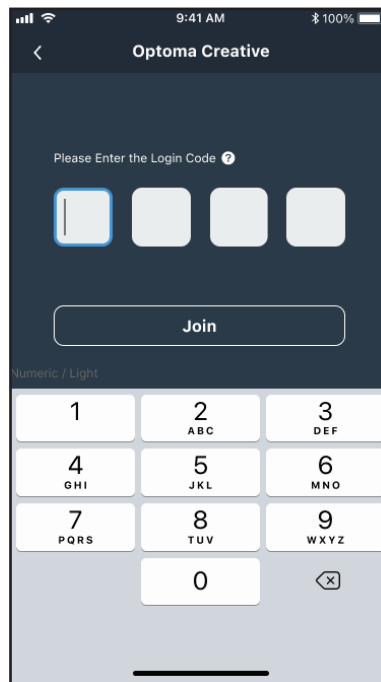 9:41 AM
100%
Optoma Creative
Please Enter the Login Code ?
Join
Numeric / Light
1
2
3
ABC
DEF
4
5
6
GHI
JKL
MNO
7
8
9
PQRS
TUV
WXYZ
0